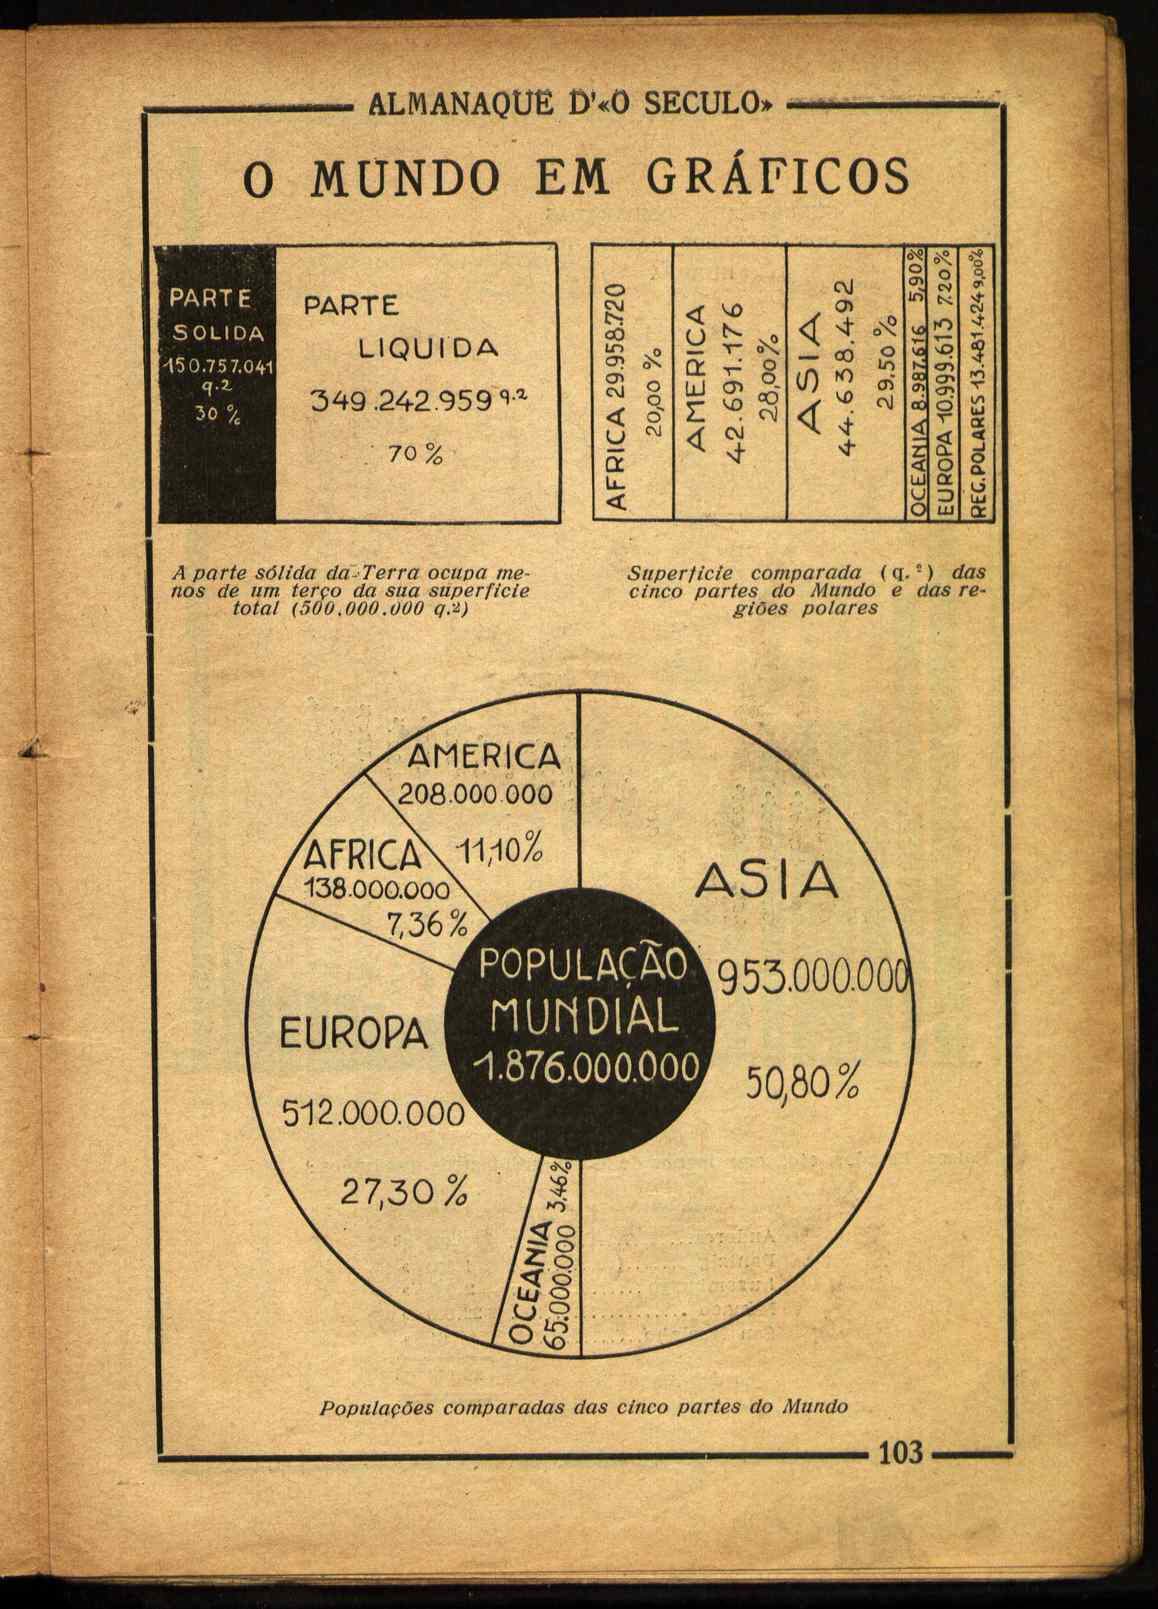 ALMANAQUE D'«O SECULO»
O MUNDO EM GRÁFICOS
PARTE
SOLIDA
150.757.041
q.2
30 %
PARTE
LIQUIDA
349.242.959 q.2
70 %
AFRICA 29.958.720
20,00 %
AMERICA
42.691.176
28,00%
ASIA
44.638.492
29.50 %
OCEANIA 8.987.616 5,90%
EUROPA 10.999.613 7,20%
REG.POLARES 13.481.424 9,00%
A parte sólida da Terra ocupa me-
nos de um terço da sua superficie
total (500.000.000 q.2)
Superficie comparada (q.2) das
cinco partes do Mundo e das re-
giões polares
AMERICA
208.000.000
11,10%
AFRICA
138.000.000
7,36%
ASIA
953.000.000
50,80%
POPULAÇÃO
MUNDIAL
1.876.000.000
EUROPA
512.000.000
27,30 %
OCEANIA 3.46%
65.000.000
Populações comparadas das cinco partes do Mundo
103